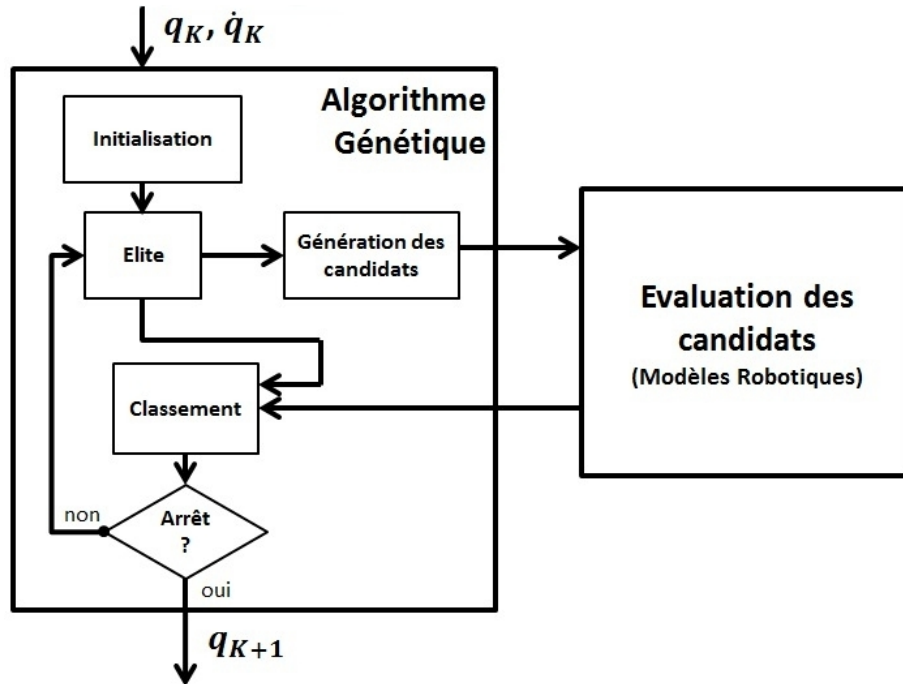 q_K, q̇_K
Algorithme
Génétique
Initialisation
Elite
Génération des
candidats
Evaluation des
candidats
(Modèles Robotiques)
Classement
non
Arrêt
?
oui
q_{K+1}